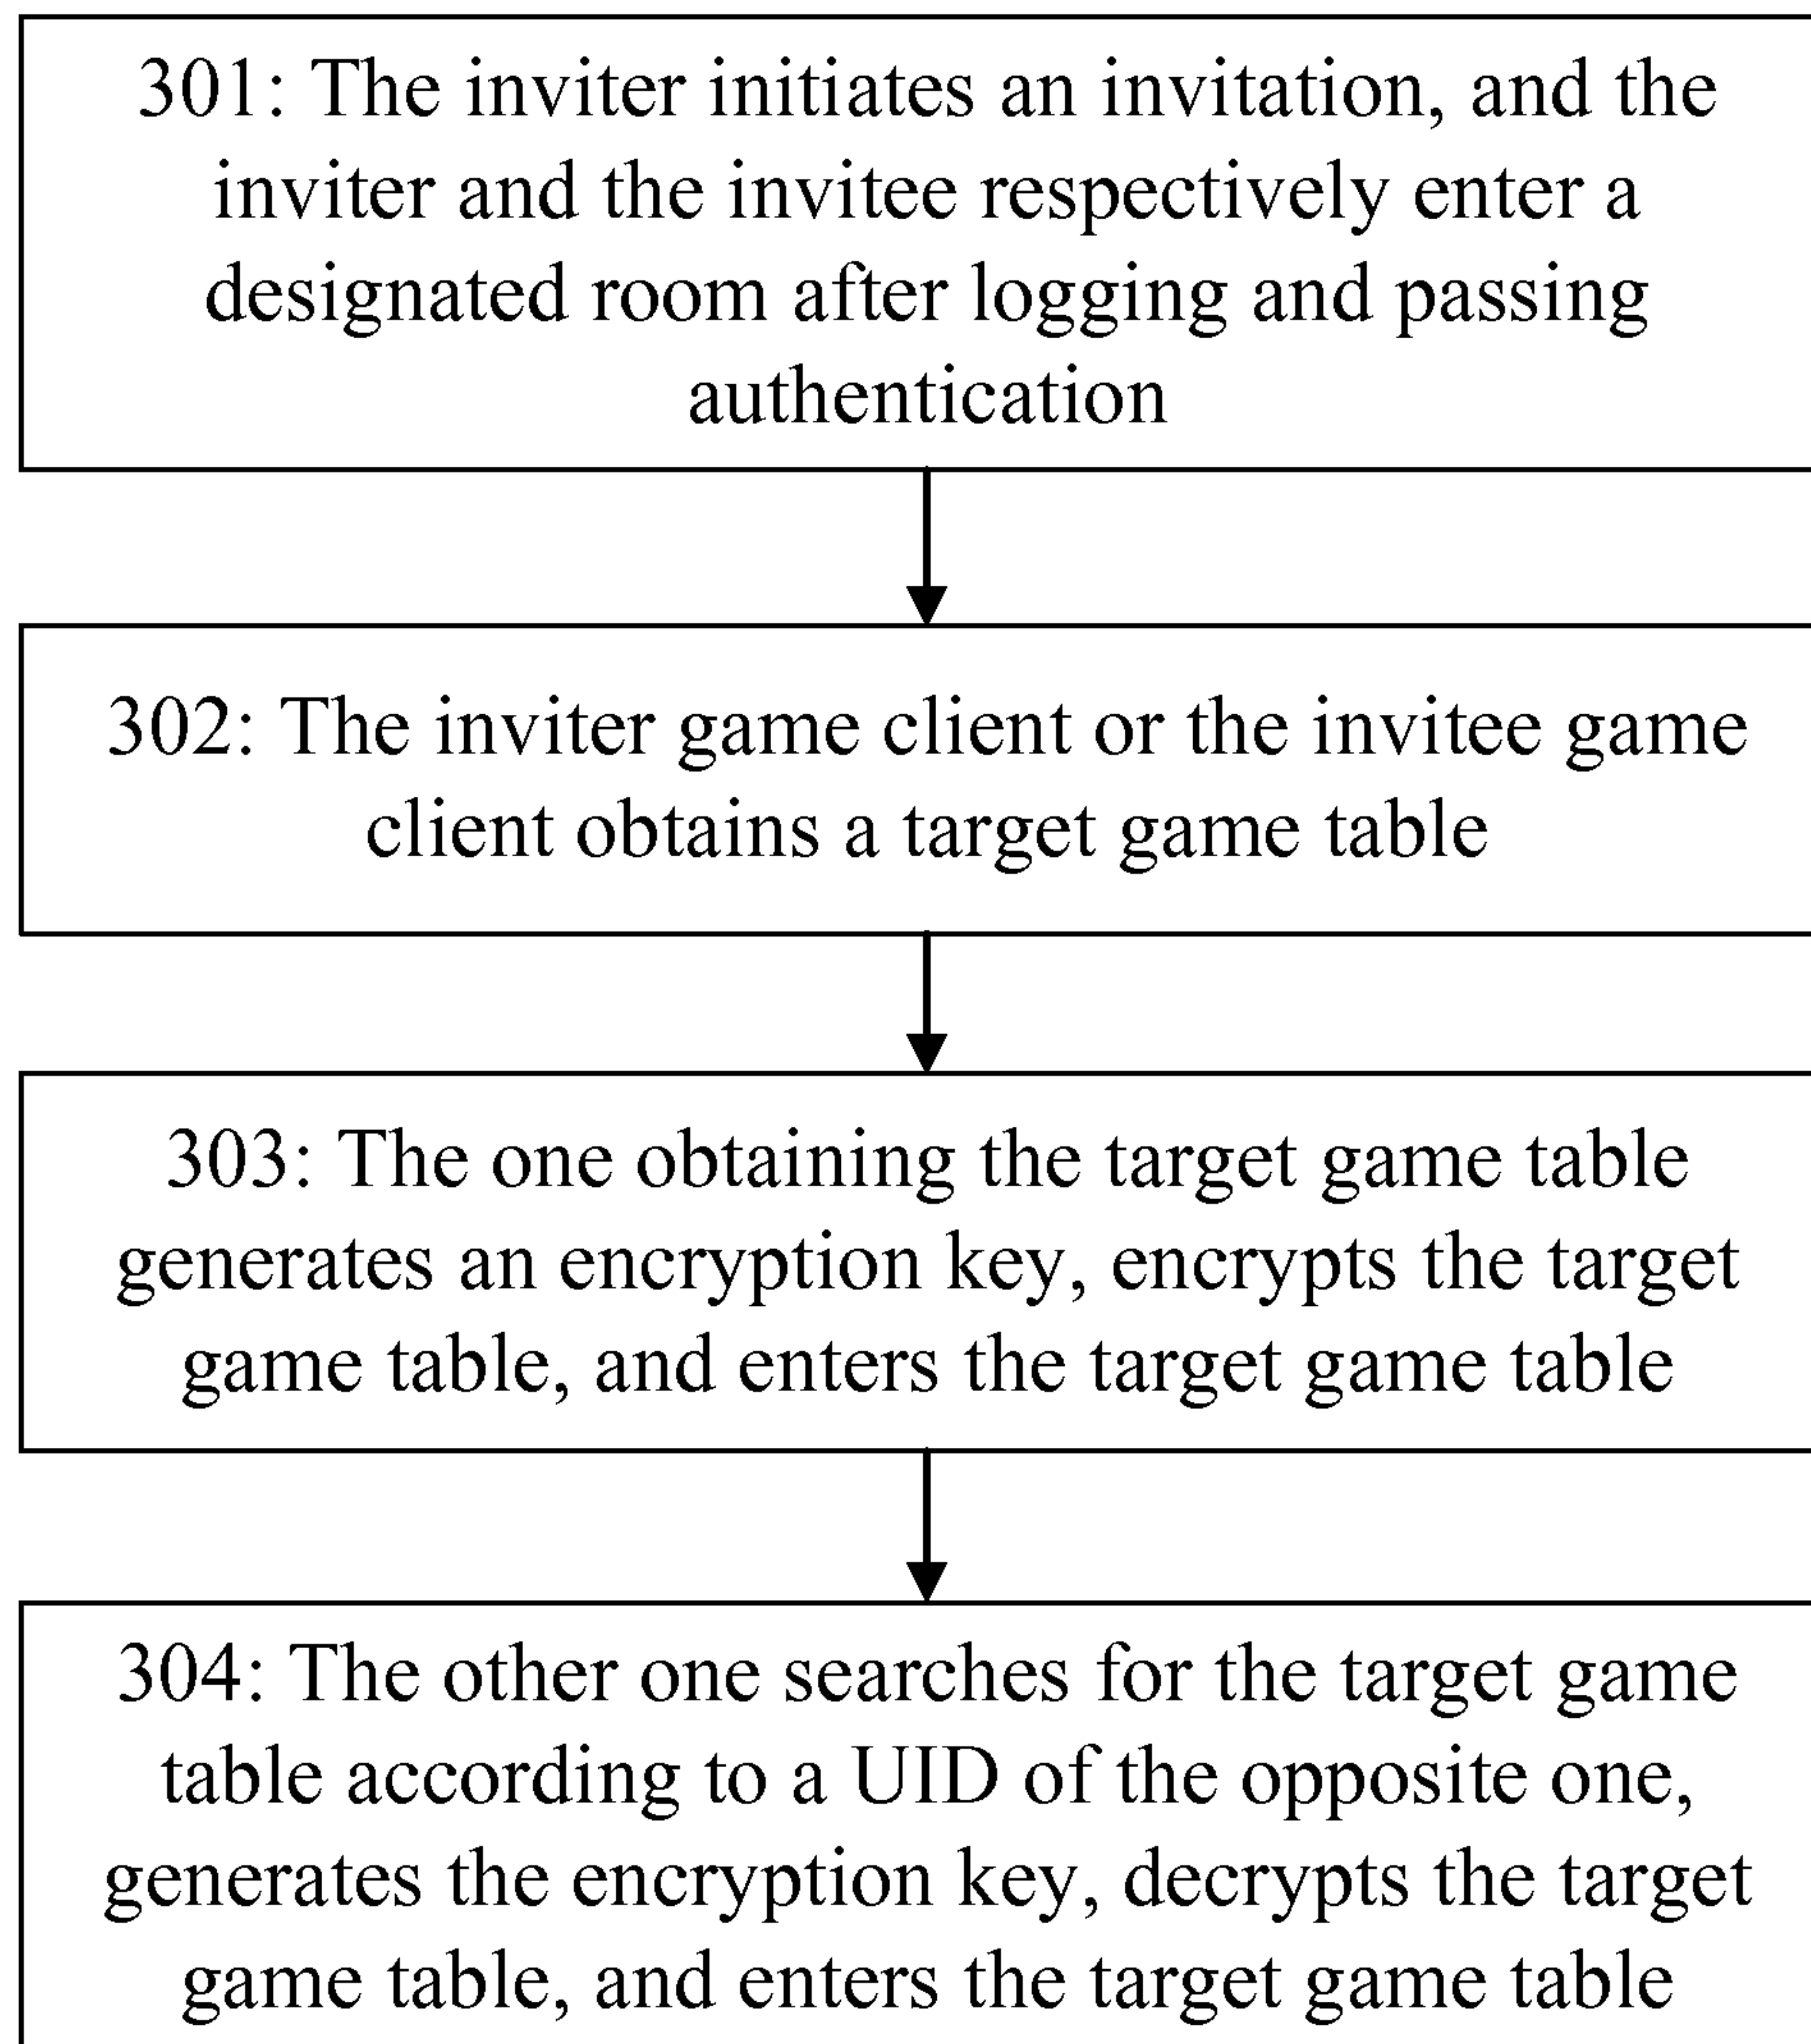 301: The inviter initiates an invitation, and the
inviter and the invitee respectively enter a
designated room after logging and passing
authentication
302: The inviter game client or the invitee game
client obtains a target game table
303: The one obtaining the target game table
generates an encryption key, encrypts the target
game table, and enters the target game table
304: The other one searches for the target game
table according to a UID of the opposite one,
generates the encryption key, decrypts the target
game table, and enters the target game table